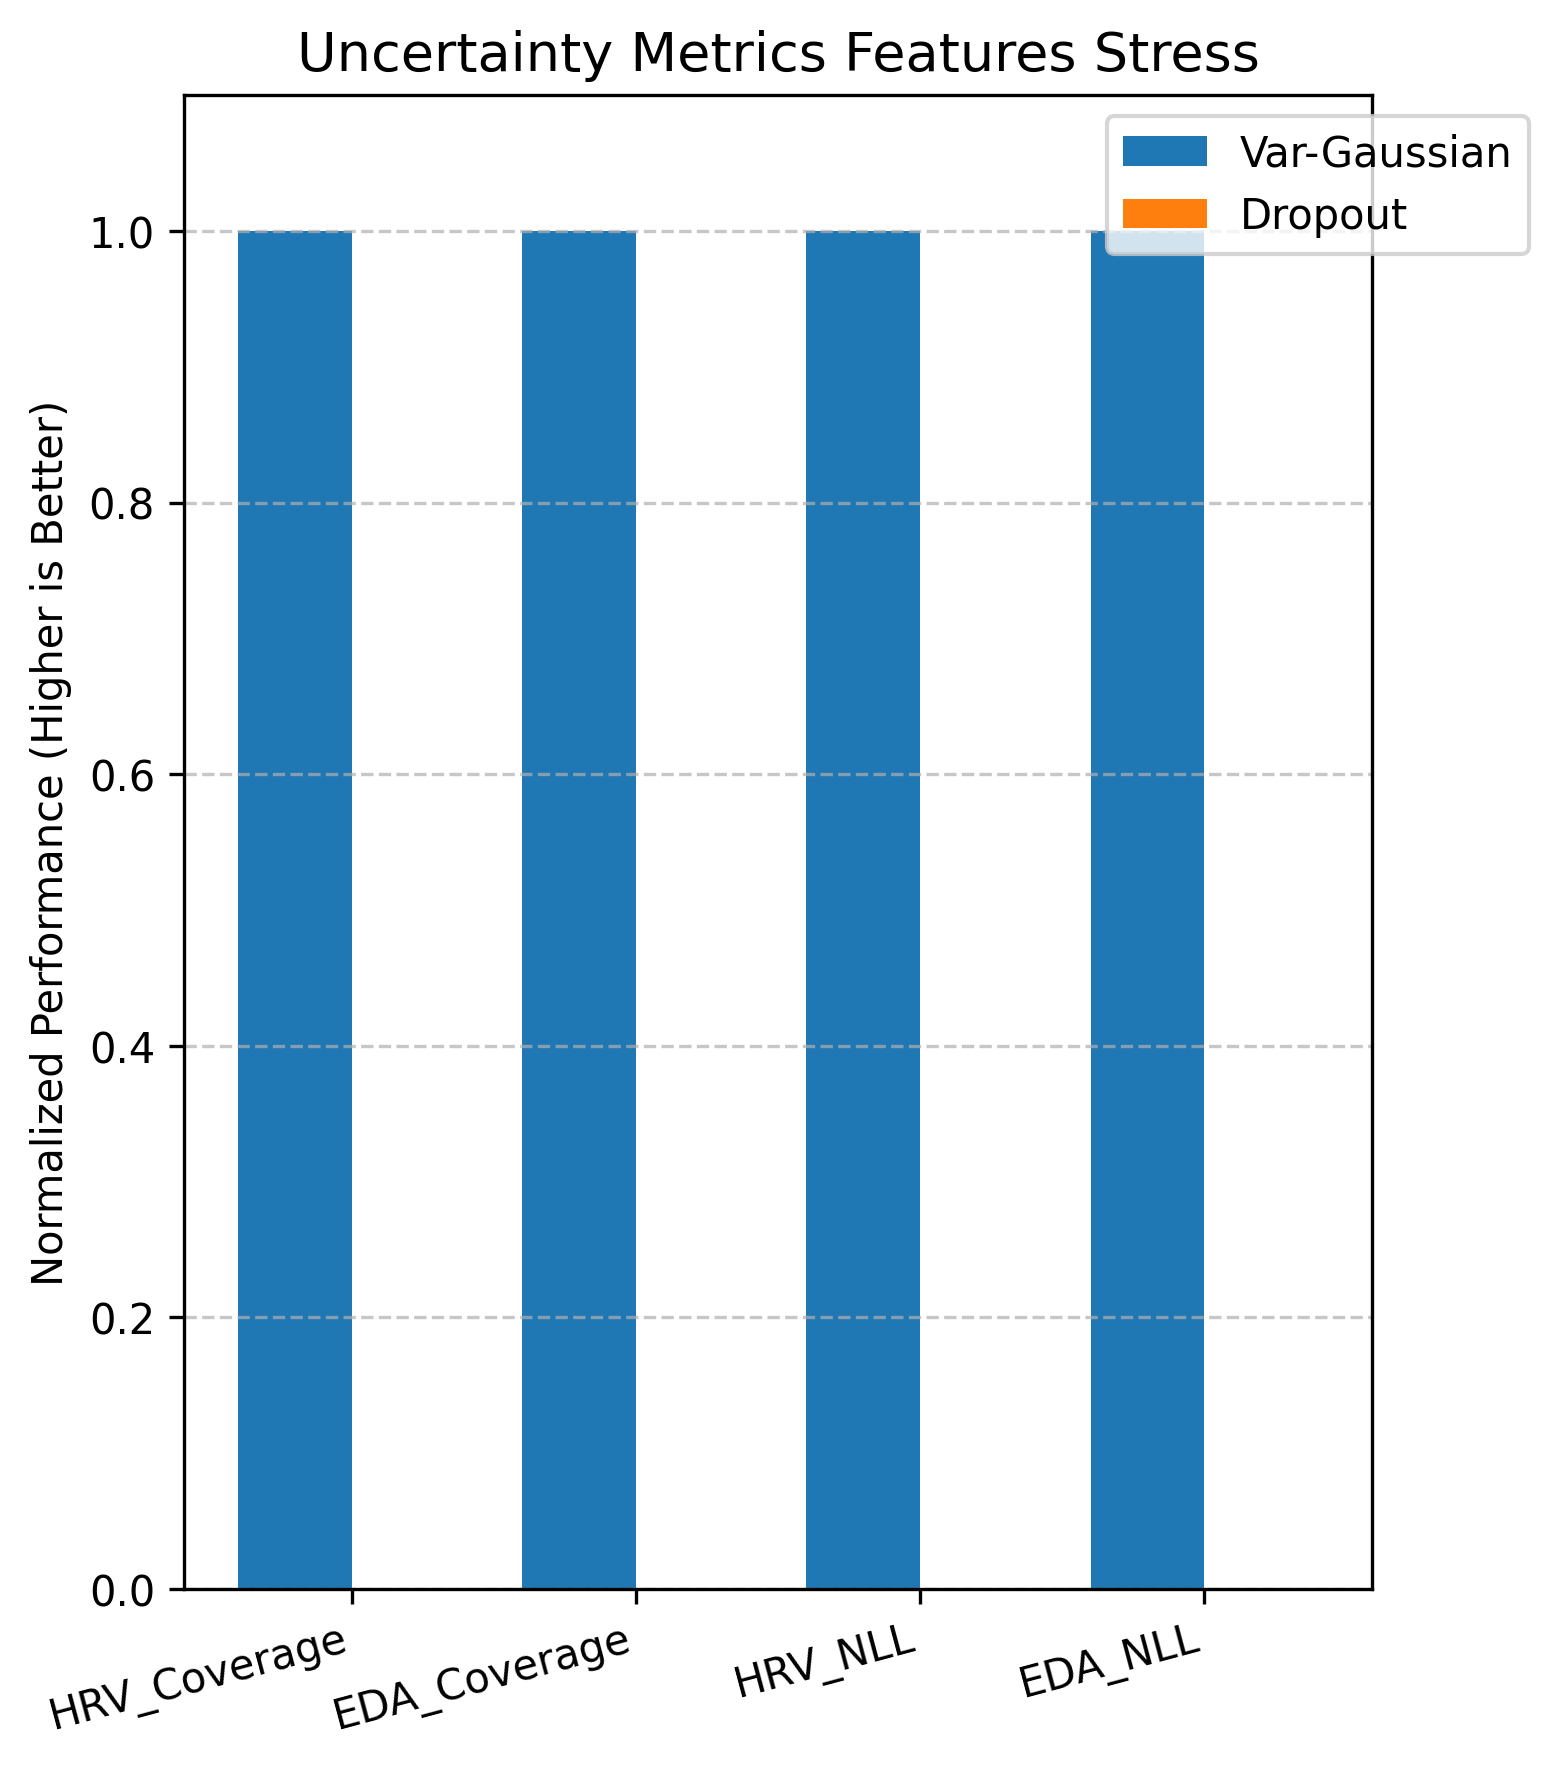 Uncertainty Metrics Features Stress
Var-Gaussian
Dropout
Normalized Performance (Higher is Better)
1.0
0.8
0.6
0.4
0.2
0.0
HRV_Coverage
EDA_Coverage
HRV_NLL
EDA_NLL